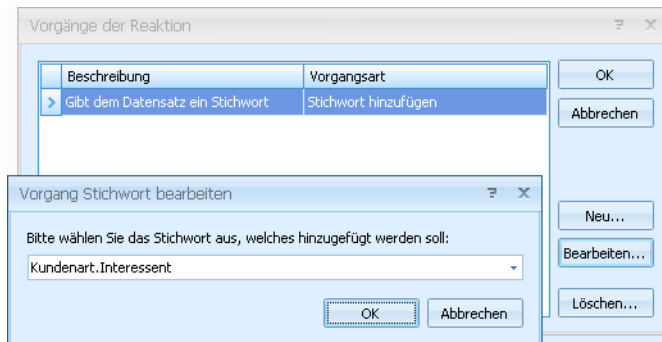 Vorgänge der Reaktion
Beschreibung Vorgangsart
Gibt dem Datensatz ein Stichwort Stichwort hinzufügen
OK
Abbrechen
Neu...
Bearbeiten...
Löschen...
Vorgang Stichwort bearbeiten
Bitte wählen Sie das Stichwort aus, welches hinzugefügt werden soll:
Kundenart.Interessent
OK Abbrechen